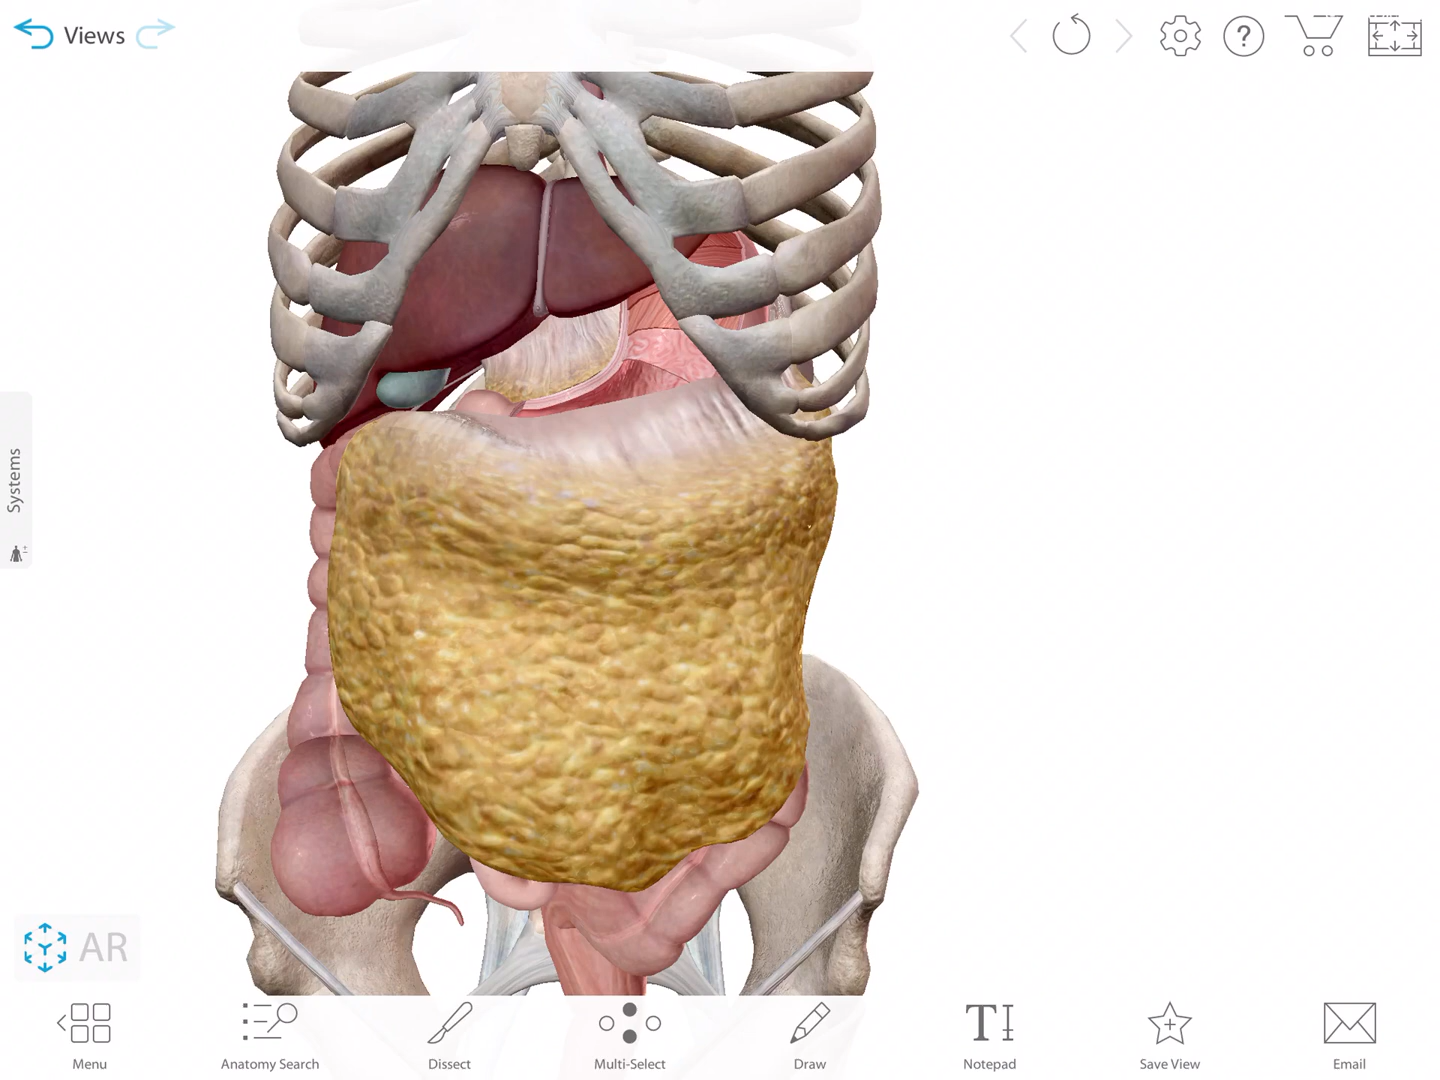 Views
?
Systems
AR
Menu
Anatomy Search
Dissect
Multi-Select
Draw
T
Notepad
Save View
Email